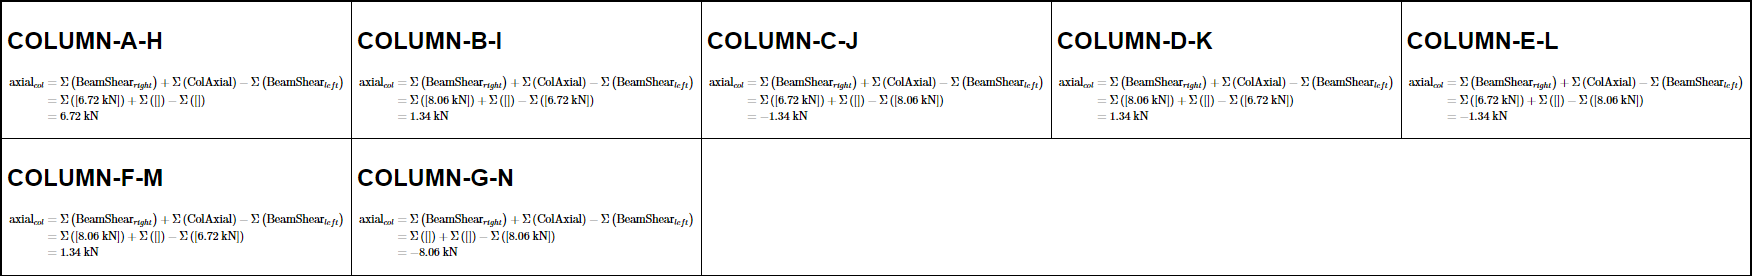 COLUMN-A-H
axial_col = Σ (BeamShear_right) + Σ (ColAxial) − Σ (BeamShear_left)
= Σ ([6.72 kN]) + Σ ([]) − Σ ([])
= 6.72 kN
COLUMN-B-I
axial_col = Σ (BeamShear_right) + Σ (ColAxial) − Σ (BeamShear_left)
= Σ ([8.06 kN]) + Σ ([]) − Σ ([6.72 kN])
= 1.34 kN
COLUMN-C-J
axial_col = Σ (BeamShear_right) + Σ (ColAxial) − Σ (BeamShear_left)
= Σ ([6.72 kN]) + Σ ([]) − Σ ([8.06 kN])
= −1.34 kN
COLUMN-D-K
axial_col = Σ (BeamShear_right) + Σ (ColAxial) − Σ (BeamShear_left)
= Σ ([8.06 kN]) + Σ ([]) − Σ ([6.72 kN])
= 1.34 kN
COLUMN-E-L
axial_col = Σ (BeamShear_right) + Σ (ColAxial) − Σ (BeamShear_left)
= Σ ([6.72 kN]) + Σ ([]) − Σ ([8.06 kN])
= −1.34 kN
COLUMN-F-M
axial_col = Σ (BeamShear_right) + Σ (ColAxial) − Σ (BeamShear_left)
= Σ ([8.06 kN]) + Σ ([]) − Σ ([6.72 kN])
= 1.34 kN
COLUMN-G-N
axial_col = Σ (BeamShear_right) + Σ (ColAxial) − Σ (BeamShear_left)
= Σ ([]) + Σ ([]) − Σ ([8.06 kN])
= −8.06 kN